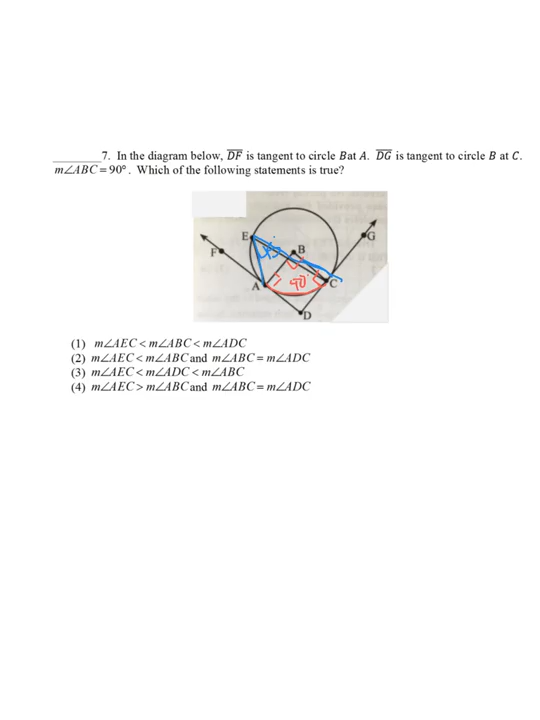 ________7. In the diagram below, DF is tangent to circle Bat A. DG is tangent to circle B at C.
m∠ABC = 90°. Which of the following statements is true?
E
B
G
F
45
90°
A
C
D
(1) m∠AEC < m∠ABC < m∠ADC
(2) m∠AEC < m∠ABC and m∠ABC = m∠ADC
(3) m∠AEC < m∠ADC < m∠ABC
(4) m∠AEC > m∠ABC and m∠ABC = m∠ADC